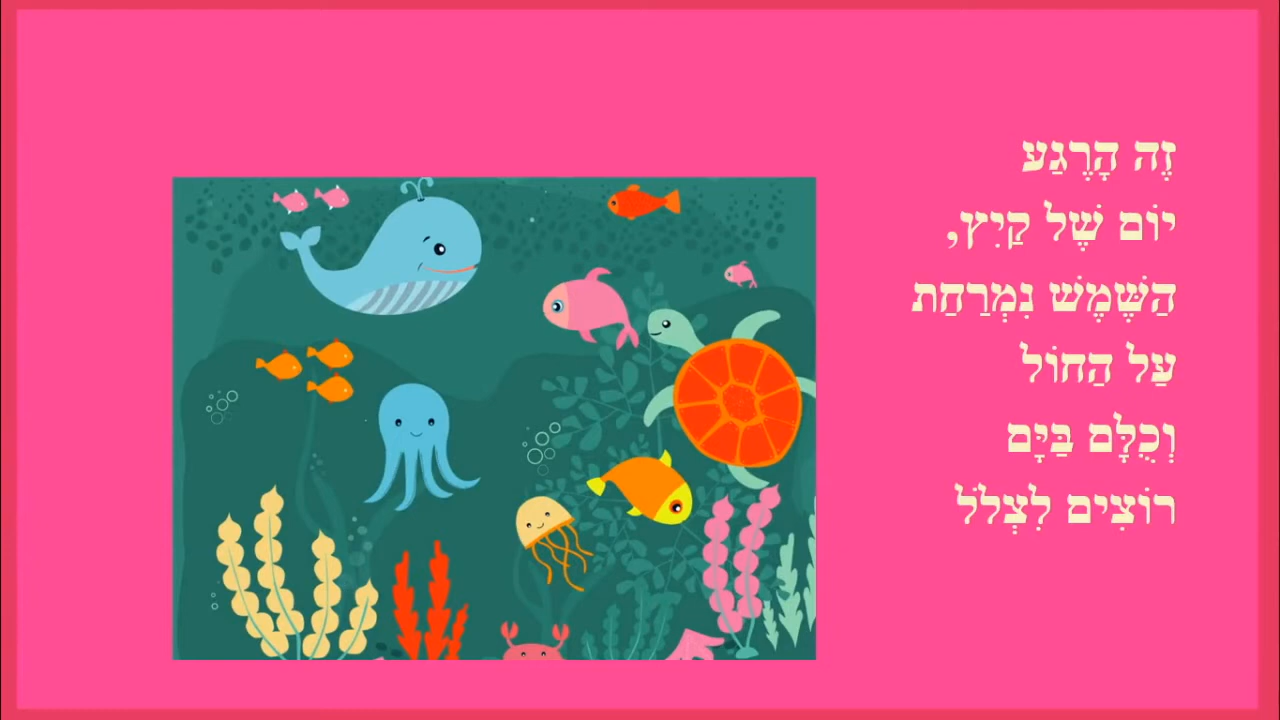 זֶה הָרֶגַע
יוֹם שֶׁל קַיִץ,
הַשֶּׁמֶשׁ נִמְרַחַת
עַל הַחוֹל
וְכֻלָּם בַּיָּם
רוֹצִים לִצְלֹל